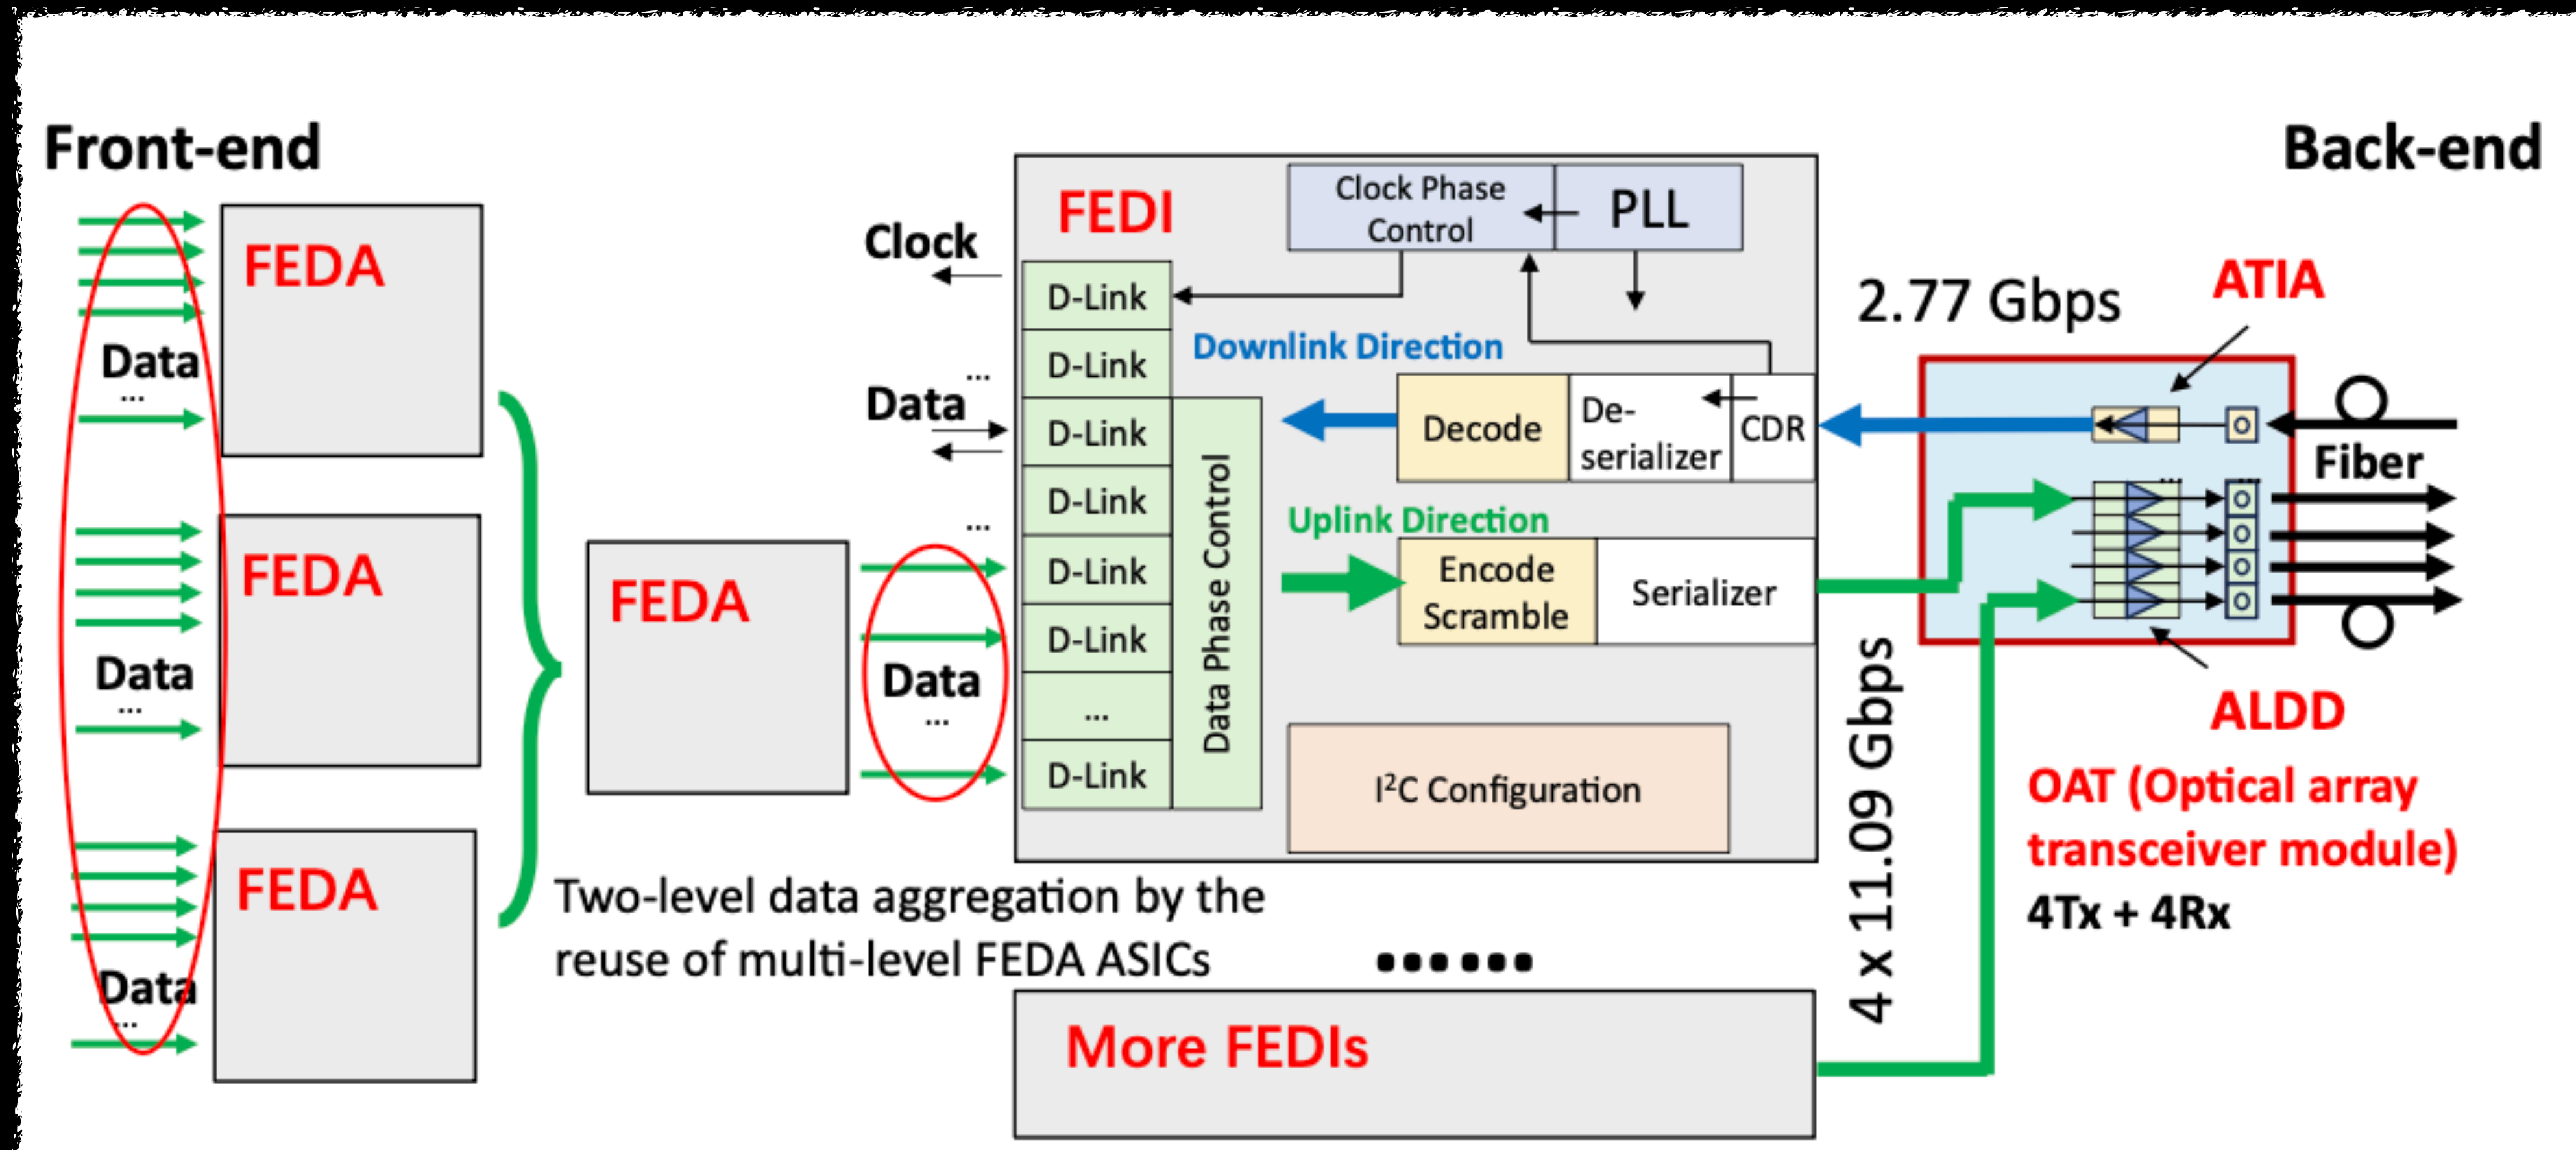 Front-end
Back-end
FEDA
Data
...
FEDA
Data
...
FEDA
Data
...
FEDA
Data
...
Two-level data aggregation by the
reuse of multi-level FEDA ASICs
Clock
...
Data
...
FEDI
D-Link
D-Link
D-Link
D-Link
D-Link
D-Link
...
D-Link
Data Phase Control
Clock Phase
Control
PLL
Downlink Direction
Decode
De-
serializer
CDR
Uplink Direction
Encode
Scramble
Serializer
I²C Configuration
......
More FEDIs
2.77 Gbps
4 x 11.09 Gbps
ATIA
Fiber
... ...
ALDD
OAT (Optical array
transceiver module)
4Tx + 4Rx